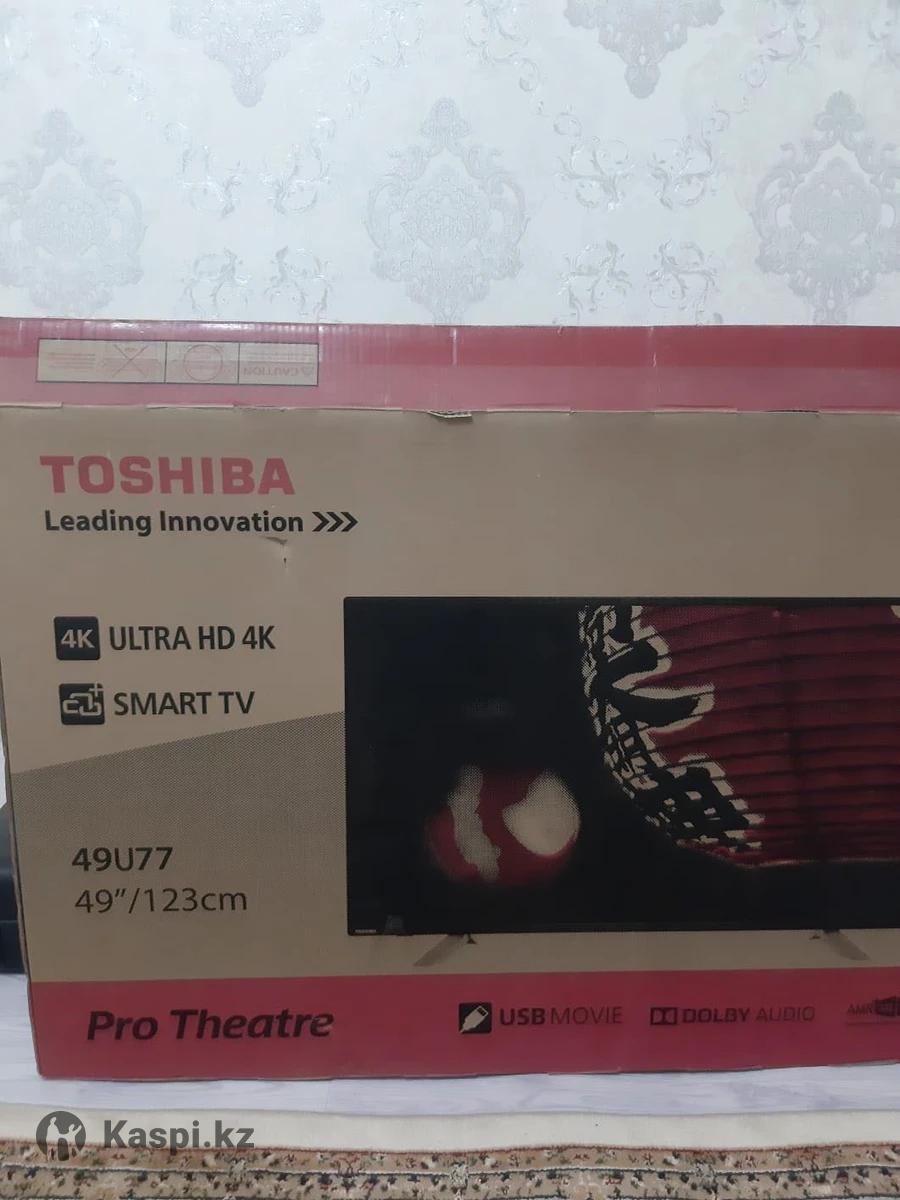 CAUTION
TOSHIBA
Leading Innovation >>>
4K ULTRA HD 4K
SMART TV
49U77
49”/123cm
Pro Theatre
USB MOVIE DOLBY AUDIO
Kaspi.kz